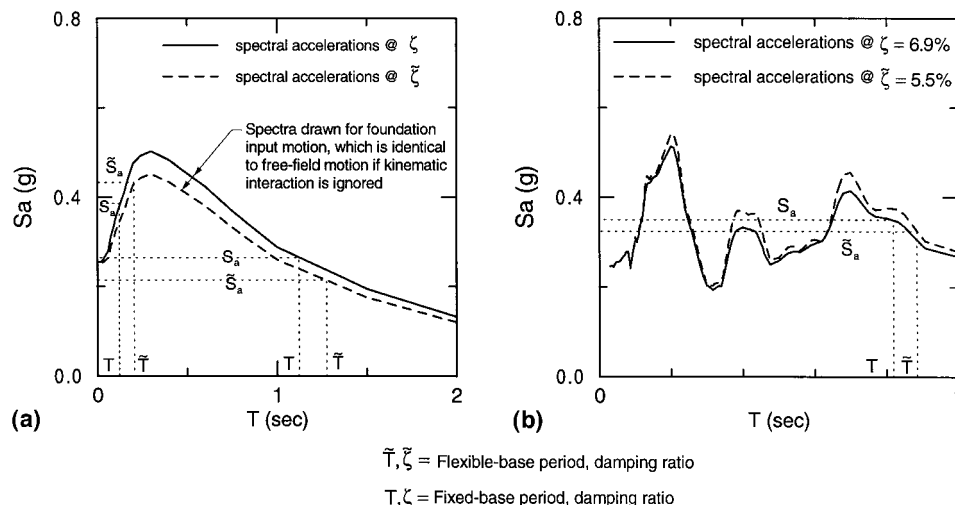 0.8
spectral accelerations @ ζ
spectral accelerations @ ζ̃
Spectra drawn for foundation
input motion, which is identical
to free-field motion if kinematic
interaction is ignored
Sa (g)
S̃a
0.4
Sa
Sa
S̃a
T
T̃
T
T̃
0.0
0
1
2
(a)
T (sec)
0.8
spectral accelerations @ ζ = 6.9%
spectral accelerations @ ζ̃ = 5.5%
Sa (g)
0.4
Sa
S̃a
T
T̃
0.0
0
(b)
T (sec)
T̃,ζ̃ = Flexible-base period, damping ratio
T,ζ = Fixed-base period, damping ratio